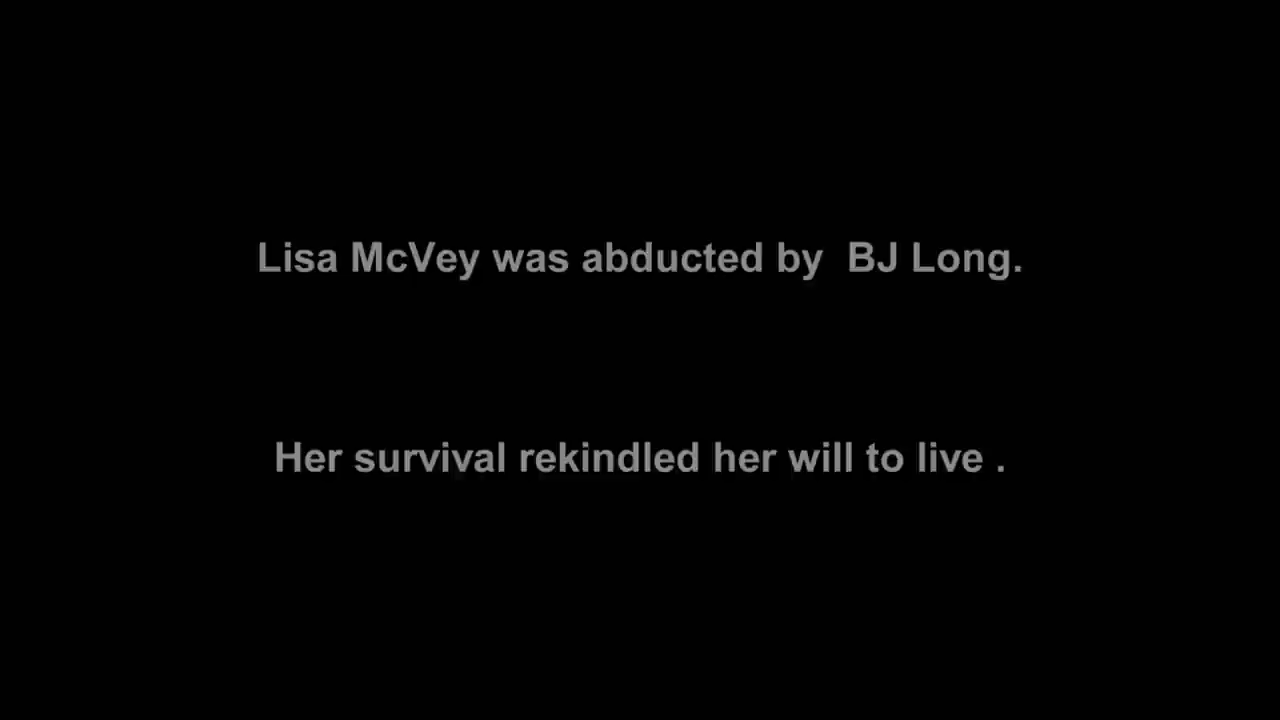 Lisa McVey was abducted by  BJ Long.
Her survival rekindled her will to live .